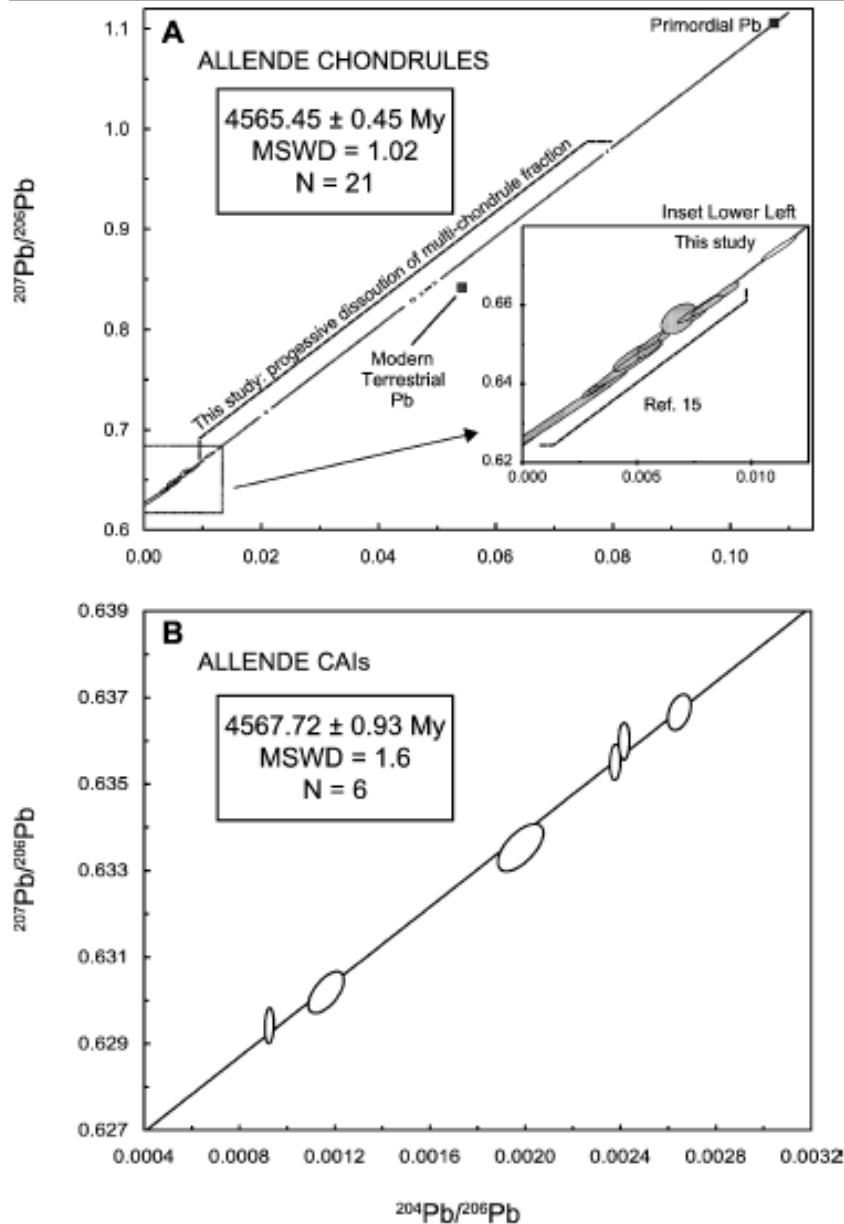 A
ALLENDE CHONDRULES
4565.45 ± 0.45 My
MSWD = 1.02
N = 21
Primordial Pb
This study: progessive dissoution of multi-chondrule fraction
Modern
Terrestrial
Pb
Inset Lower Left
This study
Ref. 15
0.66
0.64
0.62
0.000
0.005
0.010
²⁰⁷Pb/²⁰⁶Pb
1.1
1.0
0.9
0.8
0.7
0.6
0.00
0.02
0.04
0.06
0.08
0.10
B
ALLENDE CAIs
4567.72 ± 0.93 My
MSWD = 1.6
N = 6
²⁰⁷Pb/²⁰⁶Pb
0.639
0.637
0.635
0.633
0.631
0.629
0.627
0.0004
0.0008
0.0012
0.0016
0.0020
0.0024
0.0028
0.0032
²⁰⁴Pb/²⁰⁶Pb